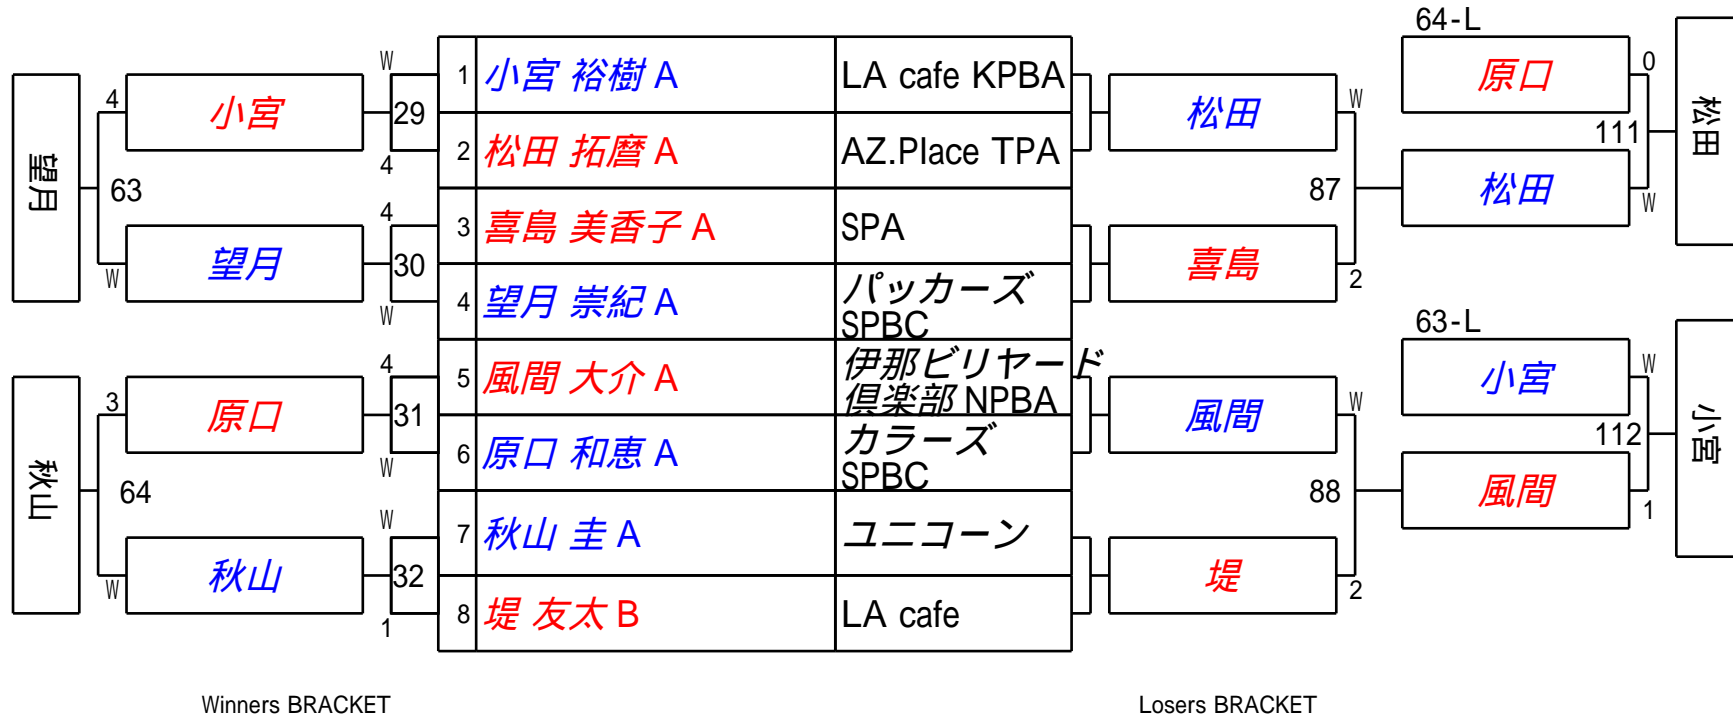 64-L
W
1 小宮 裕樹 A LA cafe KPBA
0
4 小宮 29 松田 W 原口
松田
2 松田 拓磨 A AZ.Place TPA
111
4
望月 63 87 松田
4
3 喜島 美香子 A SPA
W
望月 30 喜島
W 2
4 望月 崇紀 A パッカーズ
SPBC
W
63-L
4
5 風間 大介 A 伊那ビリヤード
倶楽部 NPBA
小宮 W
3 原口 31 風間 W
小宮
6 原口 和恵 A カラーズ
SPBC
112
W
秋山 64 88 風間
1
W
7 秋山 圭 A ユニコーン
秋山 32 堤
W 2
8 堤 友太 B LA cafe
1
Winners BRACKET Losers BRACKET